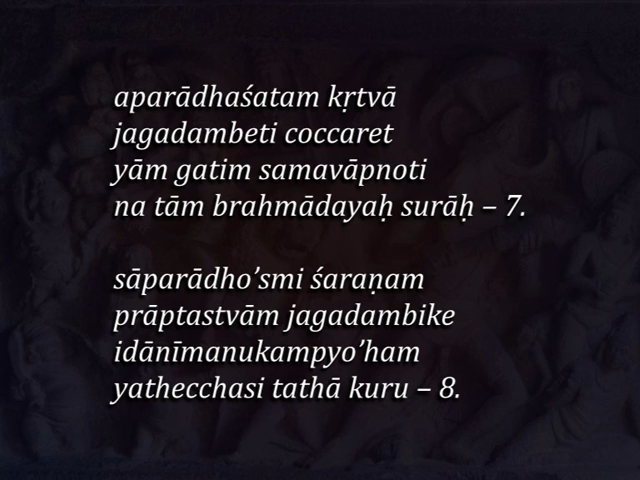 aparādhaśatam kṛtvā
jagadambeti coccaret
yām gatim samavāpnoti
na tām brahmādayaḥ surāḥ – 7.
sāparādho’smi śaraṇam
prāptastvām jagadambike
idānīmanukampyo’ham
yathecchasi tathā kuru – 8.